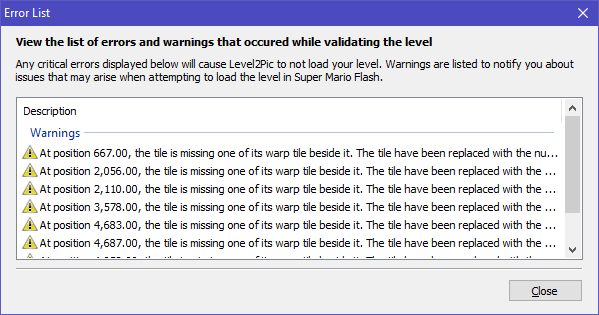 Error List
View the list of errors and warnings that occured while validating the level
Any critical errors displayed below will cause Level2Pic to not load your level. Warnings are listed to notify you about
issues that may arise when attempting to load the level in Super Mario Flash.
Description
Warnings
At position 667.00, the tile is missing one of its warp tile beside it. The tile have been replaced with the nu...
At position 2,056.00, the tile is missing one of its warp tile beside it. The tile have been replaced with the ...
At position 2,110.00, the tile is missing one of its warp tile beside it. The tile have been replaced with the ...
At position 3,578.00, the tile is missing one of its warp tile beside it. The tile have been replaced with the ...
At position 4,683.00, the tile is missing one of its warp tile beside it. The tile have been replaced with the ...
At position 4,687.00, the tile is missing one of its warp tile beside it. The tile have been replaced with the ...
Close